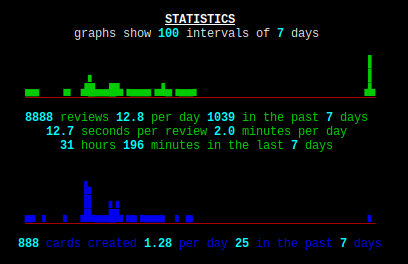 STATISTICS
graphs show 100 intervals of 7 days
8888 reviews 12.8 per day 1039 in the past 7 days
12.7 seconds per review 2.0 minutes per day
31 hours 196 minutes in the last 7 days
888 cards created 1.28 per day 25 in the past 7 days